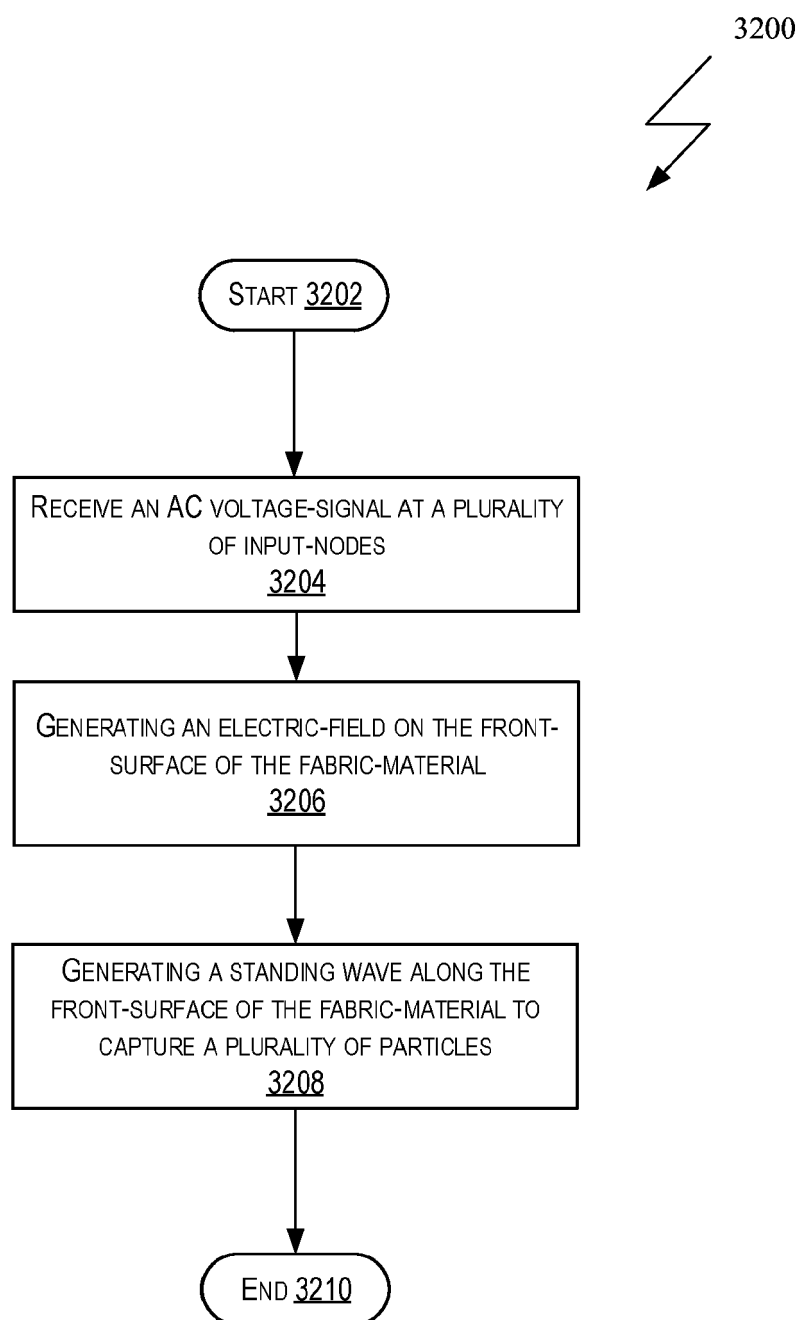 3200
START 3202
RECEIVE AN AC VOLTAGE-SIGNAL AT A PLURALITY
OF INPUT-NODES
3204
GENERATING AN ELECTRIC-FIELD ON THE FRONT-
SURFACE OF THE FABRIC-MATERIAL
3206
GENERATING A STANDING WAVE ALONG THE
FRONT-SURFACE OF THE FABRIC-MATERIAL TO
CAPTURE A PLURALITY OF PARTICLES
3208
END 3210